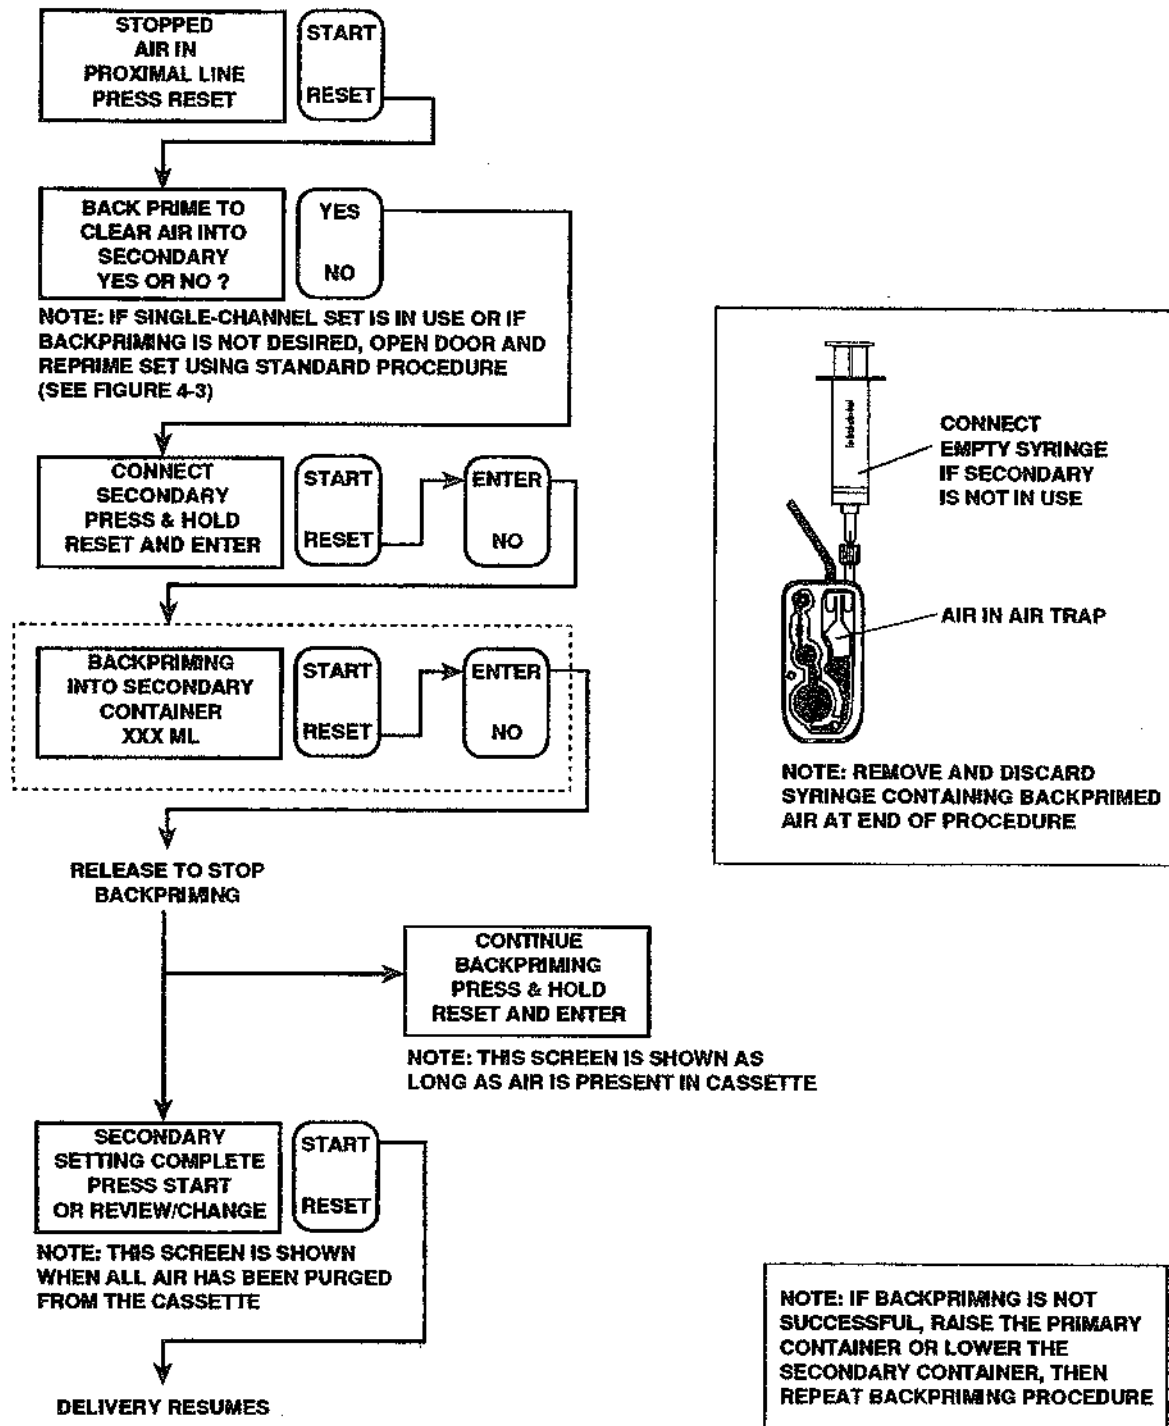 STOPPED
AIR IN
PROXIMAL LINE
PRESS RESET
START
RESET
BACK PRIME TO
CLEAR AIR INTO
SECONDARY
YES OR NO ?
YES
NO
NOTE: IF SINGLE-CHANNEL SET IS IN USE OR IF
BACKPRIMING IS NOT DESIRED, OPEN DOOR AND
REPRIME SET USING STANDARD PROCEDURE
(SEE FIGURE 4-3)
CONNECT
SECONDARY
PRESS & HOLD
RESET AND ENTER
START
RESET
ENTER
NO
BACKPRIMING
INTO SECONDARY
CONTAINER
XXX ML
START
RESET
ENTER
NO
RELEASE TO STOP
BACKPRIMING
CONTINUE
BACKPRIMING
PRESS & HOLD
RESET AND ENTER
NOTE: THIS SCREEN IS SHOWN AS
LONG AS AIR IS PRESENT IN CASSETTE
SECONDARY
SETTING COMPLETE
PRESS START
OR REVIEW/CHANGE
START
RESET
NOTE: THIS SCREEN IS SHOWN
WHEN ALL AIR HAS BEEN PURGED
FROM THE CASSETTE
DELIVERY RESUMES
CONNECT
EMPTY SYRINGE
IF SECONDARY
IS NOT IN USE
AIR IN AIR TRAP
NOTE: REMOVE AND DISCARD
SYRINGE CONTAINING BACKPRIMED
AIR AT END OF PROCEDURE
NOTE: IF BACKPRIMING IS NOT
SUCCESSFUL, RAISE THE PRIMARY
CONTAINER OR LOWER THE
SECONDARY CONTAINER, THEN
REPEAT BACKPRIMING PROCEDURE